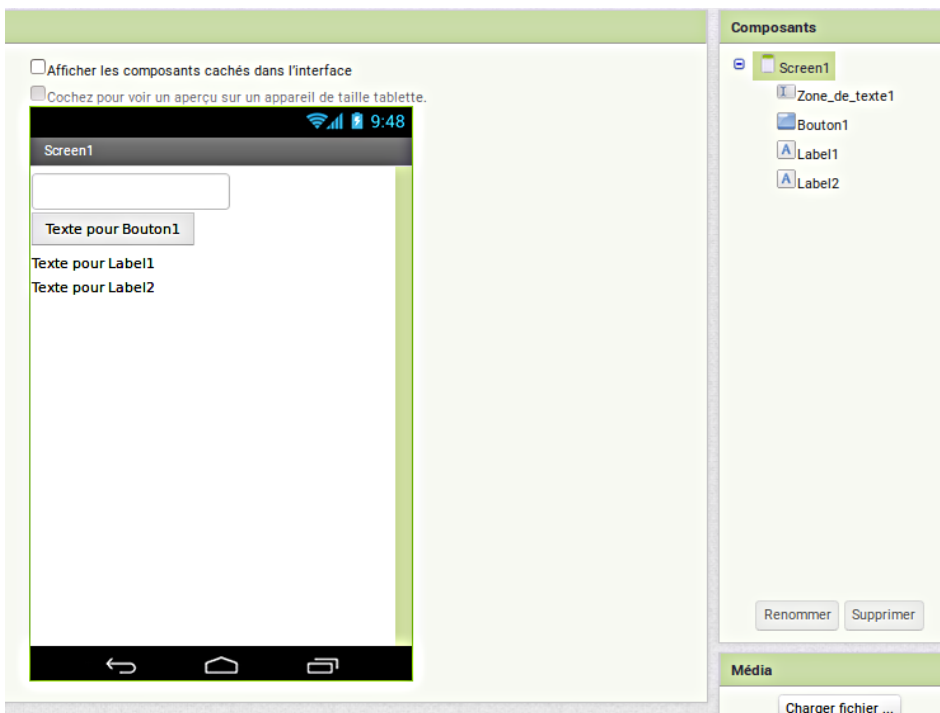 Composants
Afficher les composants cachés dans l'interface
Cochez pour voir un aperçu sur un appareil de taille tablette.
9:48
Screen1
Texte pour Bouton1
Texte pour Label1
Texte pour Label2
Screen1
Zone_de_texte1
Bouton1
Label1
Label2
Renommer Supprimer
Média
Charger fichier ...